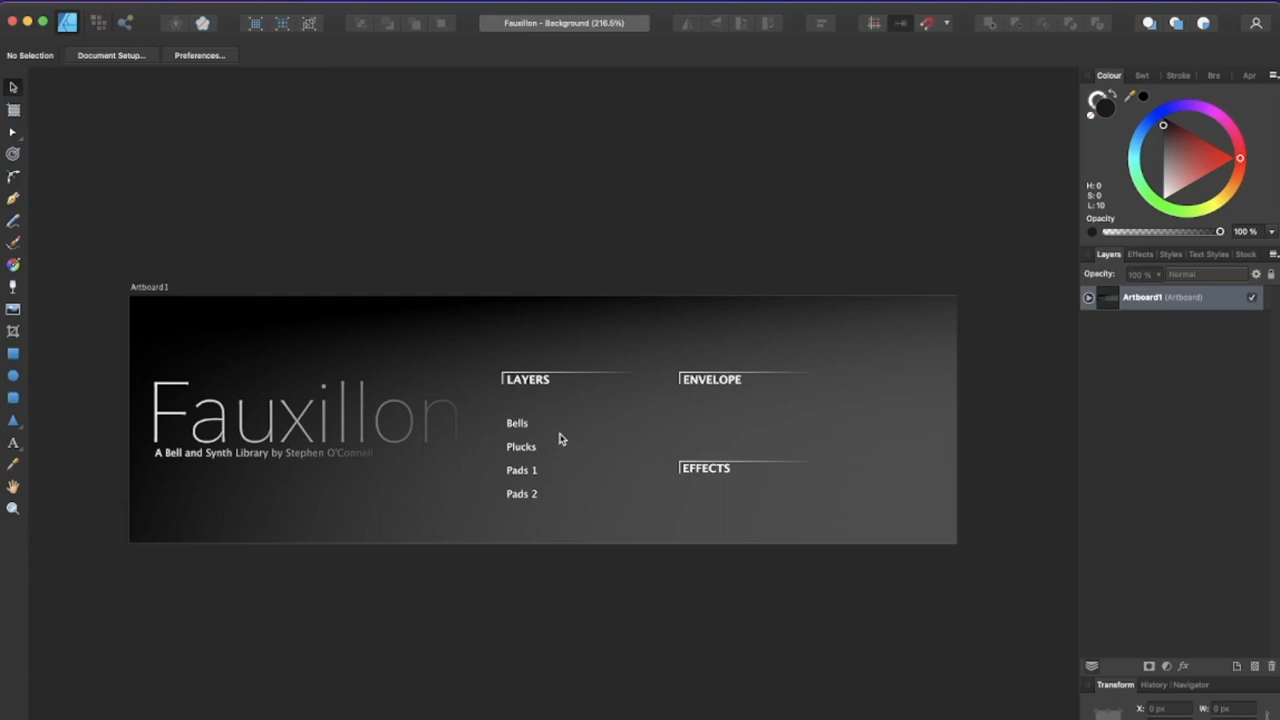 Fauxillon - Background (216.5%)
No Selection
Document Setup...
Preferences...
Colour
Swt
Stroke
Brs
Apr
H: 0
S: 0
L: 10
Opacity
100 %
Layers
Effects
Styles
Text Styles
Stock
Opacity:
100 %
Normal
Artboard1 (Artboard)
Artboard1
Fauxillon
A Bell and Synth Library by Stephen O'Connell
LAYERS
Bells
Plucks
Pads 1
Pads 2
ENVELOPE
EFFECTS
A
Transform
History
Navigator
X: 0 px
W: 0 px